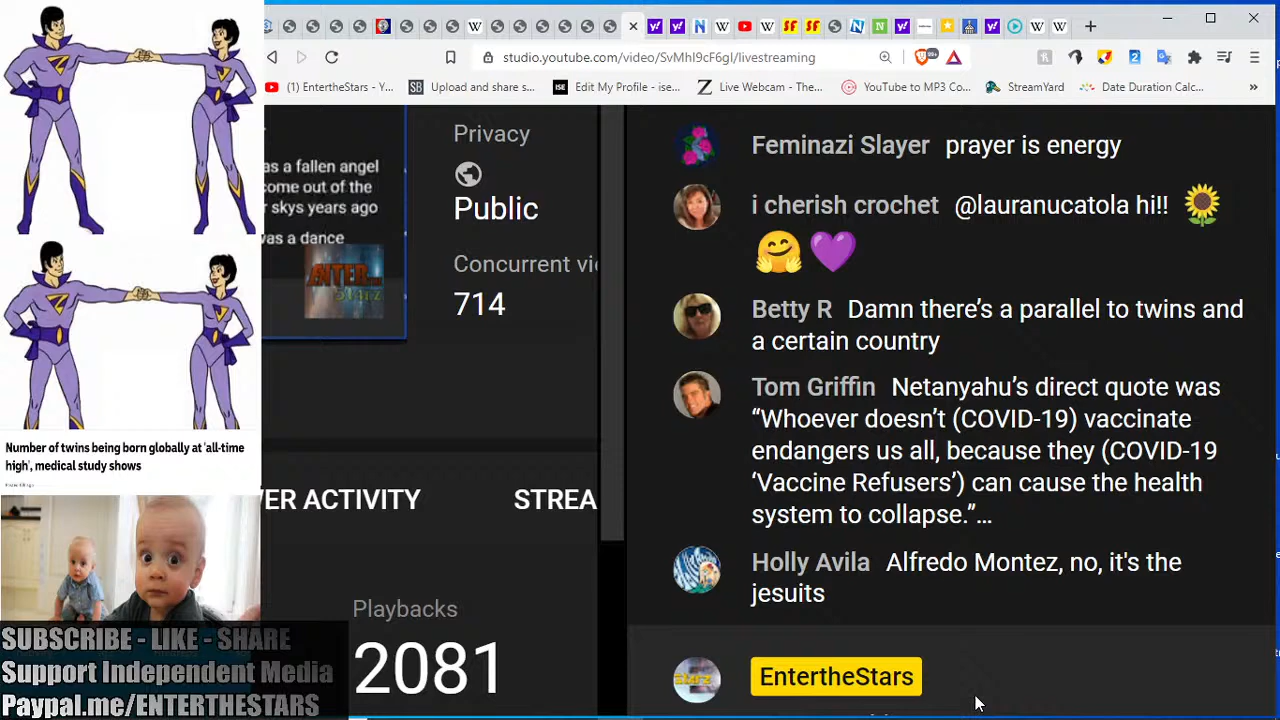 studio.youtube.com/video/SvMhI9cF6gI/livestreaming
(1) EntertheStars - Y...
Upload and share s...
Edit My Profile - ise...
Live Webcam - The...
YouTube to MP3 Co...
StreamYard
Date Duration Calc...
as a fallen angel
come out of the
r skys years ago
was a dance
Privacy
Public
Concurrent vi
714
ER ACTIVITY
STREA
Playbacks
2081
Feminazi Slayer prayer is energy
i cherish crochet @lauranucatola hi!! 🌻
🤗💜
Betty R Damn there’s a parallel to twins and
a certain country
Tom Griffin Netanyahu’s direct quote was
“Whoever doesn’t (COVID-19) vaccinate
endangers us all, because they (COVID-19
‘Vaccine Refusers’) can cause the health
system to collapse.”...
Holly Avila Alfredo Montez, no, it's the
jesuits
EntertheStars
Number of twins being born globally at 'all-time
high', medical study shows
SUBSCRIBE - LIKE - SHARE
Support Independent Media
Paypal.me/ENTERTHESTARS